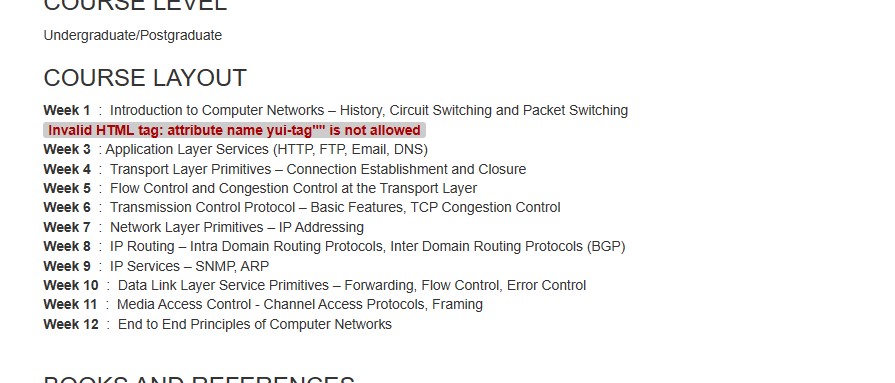 COURSE LEVEL
Undergraduate/Postgraduate
COURSE LAYOUT
Week 1 : Introduction to Computer Networks – History, Circuit Switching and Packet Switching
Invalid HTML tag: attribute name yui-tag"" is not allowed
Week 3 : Application Layer Services (HTTP, FTP, Email, DNS)
Week 4 : Transport Layer Primitives – Connection Establishment and Closure
Week 5 : Flow Control and Congestion Control at the Transport Layer
Week 6 : Transmission Control Protocol – Basic Features, TCP Congestion Control
Week 7 : Network Layer Primitives – IP Addressing
Week 8 : IP Routing – Intra Domain Routing Protocols, Inter Domain Routing Protocols (BGP)
Week 9 : IP Services – SNMP, ARP
Week 10 : Data Link Layer Service Primitives – Forwarding, Flow Control, Error Control
Week 11 : Media Access Control - Channel Access Protocols, Framing
Week 12 : End to End Principles of Computer Networks
BOOKS AND REFERENCES